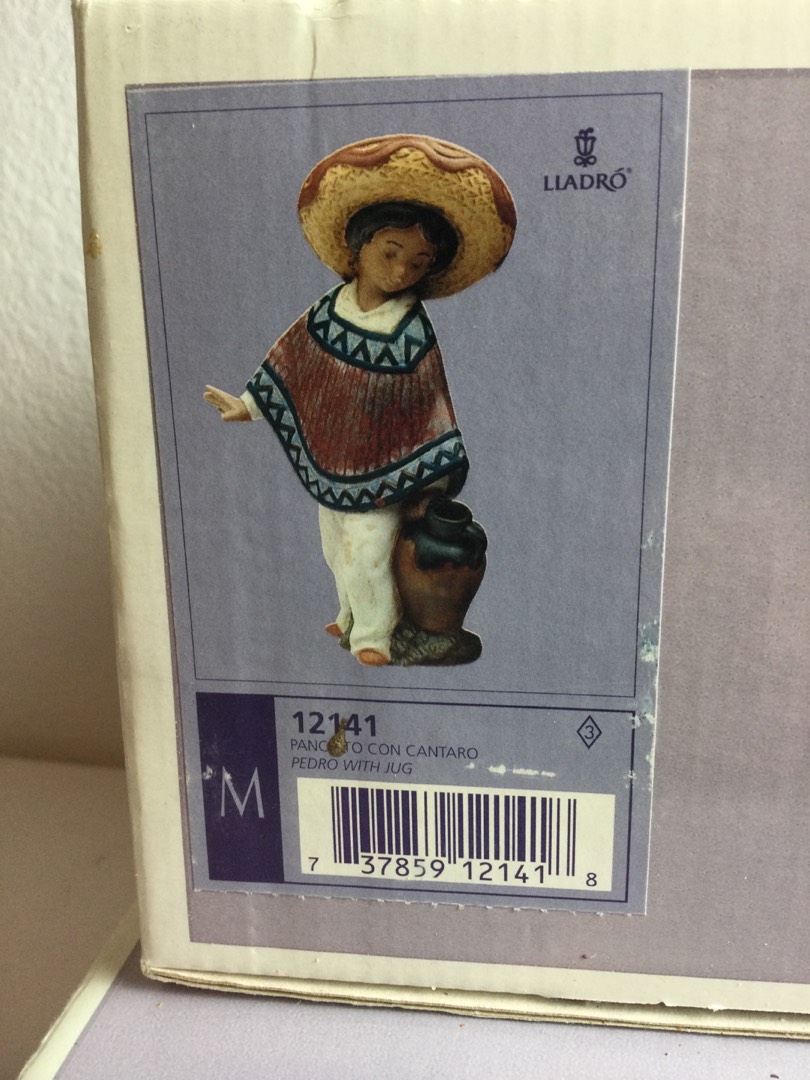 LLADRÓ®
12141
CON CANTARO
PEDRO WITH JUG
3
M
7 37859 12141 8